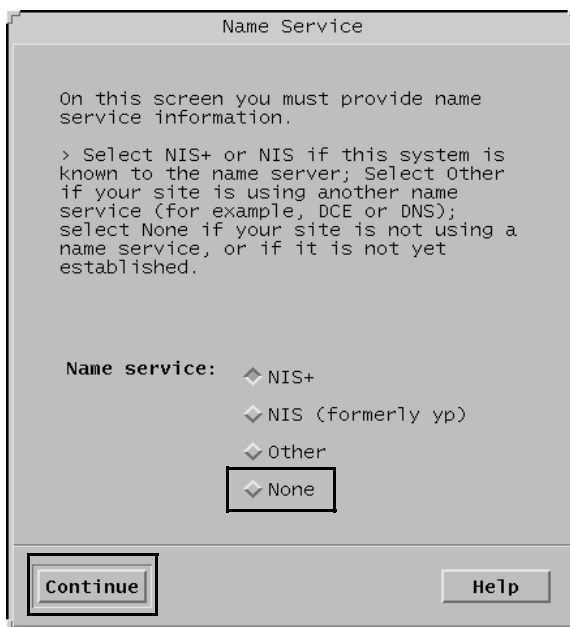 Name Service
On this screen you must provide name
service information.
> Select NIS+ or NIS if this system is
known to the name server; Select Other
if your site is using another name
service (for example, DCE or DNS);
select None if your site is not using a
name service, or if it is not yet
established.
Name service:
NIS+
NIS (formerly yp)
Other
None
Continue
Help